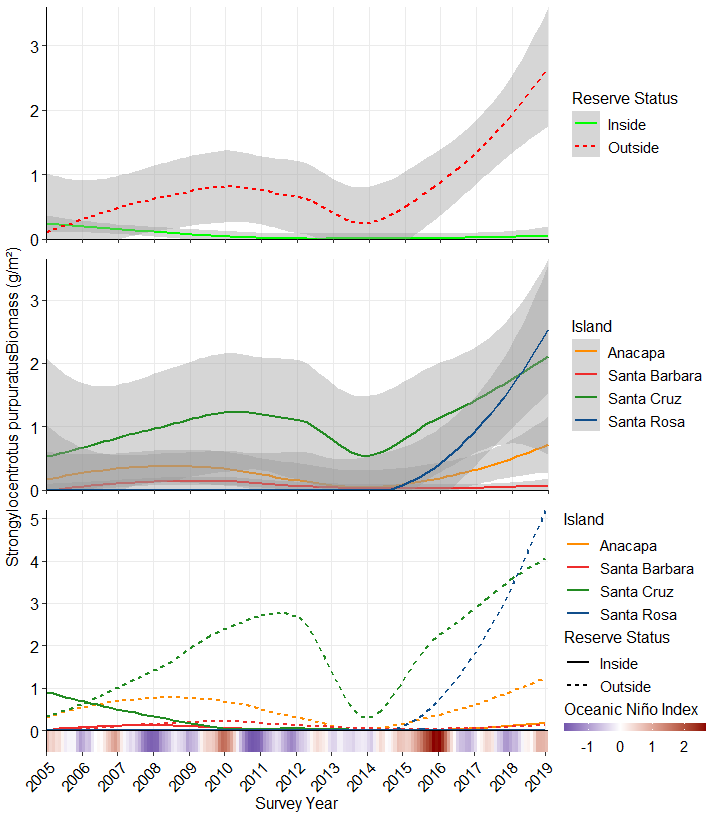 3
2
1
0
Reserve Status
Inside
Outside
3
2
1
0
Island
Anacapa
Santa Barbara
Santa Cruz
Santa Rosa
Strongylocentrotus purpuratusBiomass (g/m²)
5
4
3
2
1
0
Island
Anacapa
Santa Barbara
Santa Cruz
Santa Rosa
Reserve Status
Inside
Outside
Oceanic Niño Index
-1 0 1 2
2005 2006 2007 2008 2009 2010 2011 2012 2013 2014 2015 2016 2017 2018 2019
Survey Year